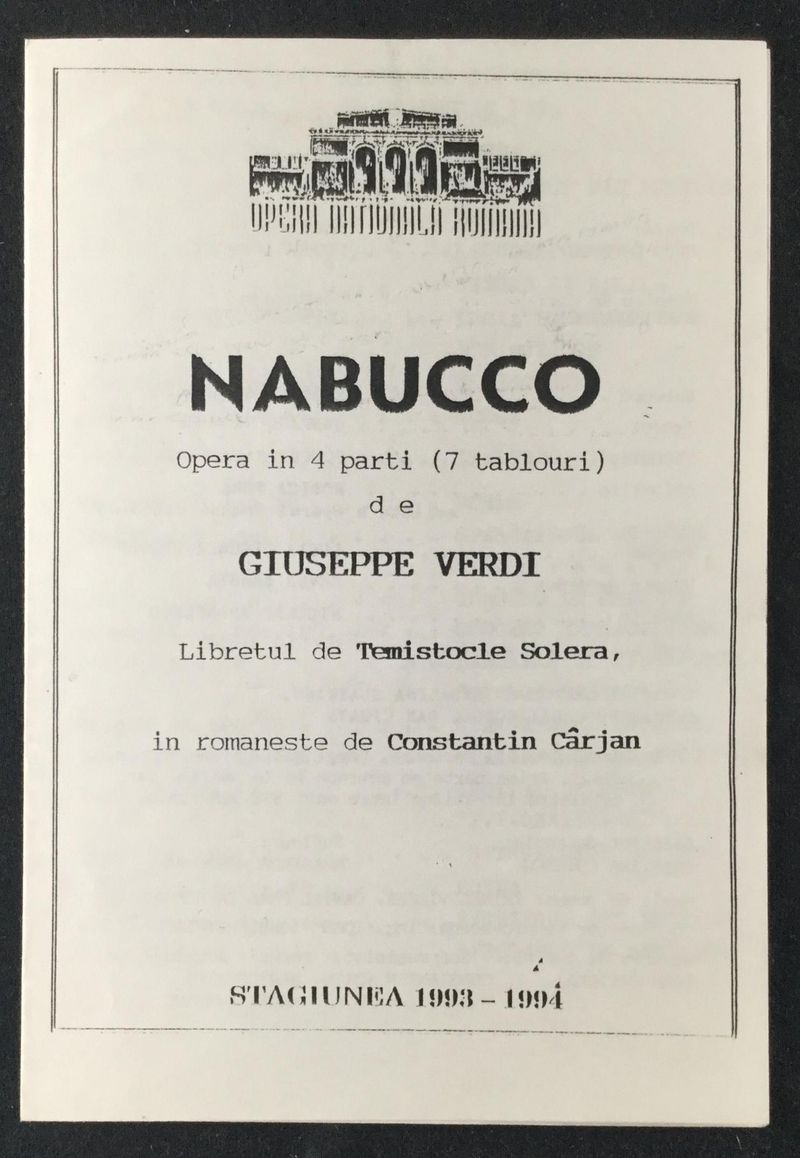 OPERA NATIONALA ROMANA
NABUCCO
Opera in 4 parti (7 tablouri)
d e
GIUSEPPE VERDI
Libretul de Temistocle Solera,
in romaneste de Constantin Cârjan
STAGIUNEA 1993 - 1994